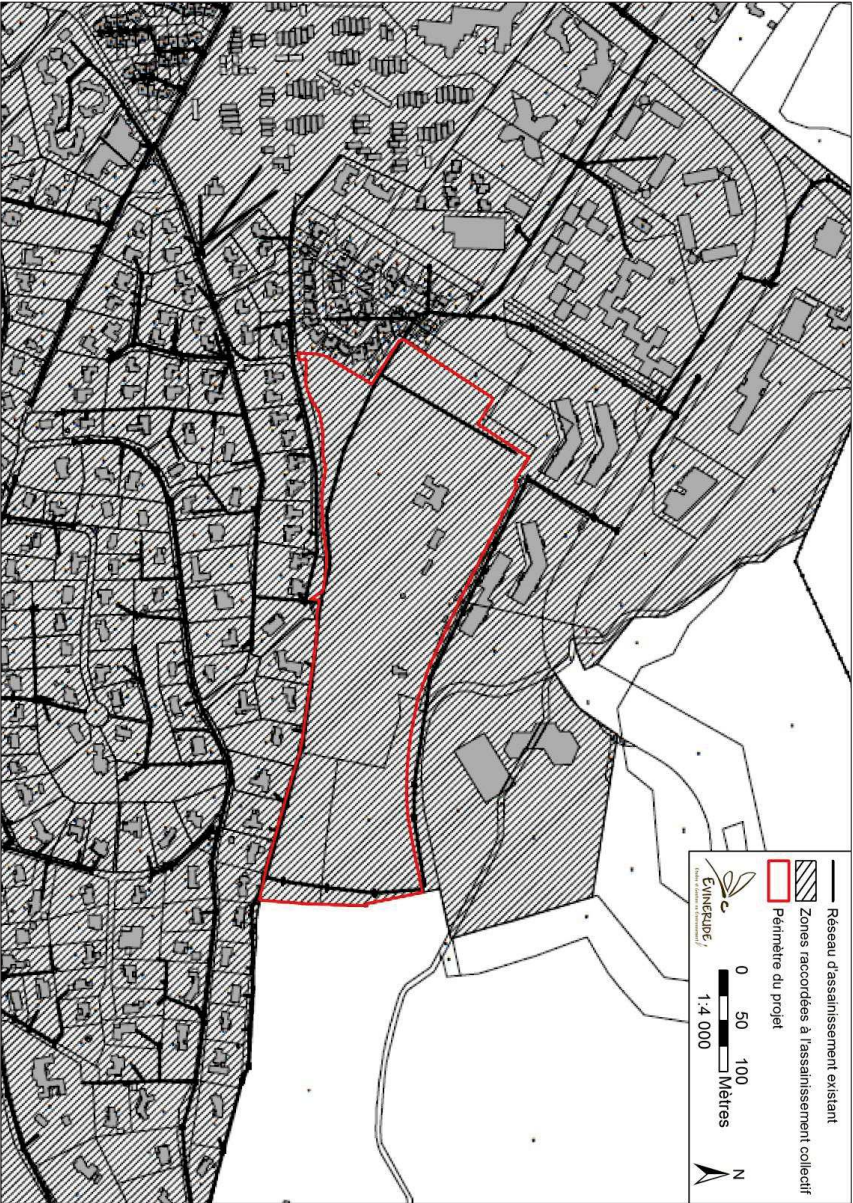 Réseau d'assainissement existant
Zones raccordées à l'assainissement collectif
Périmètre du projet
EVINERUDE
0 50 100
Mètres
1:4 000
N